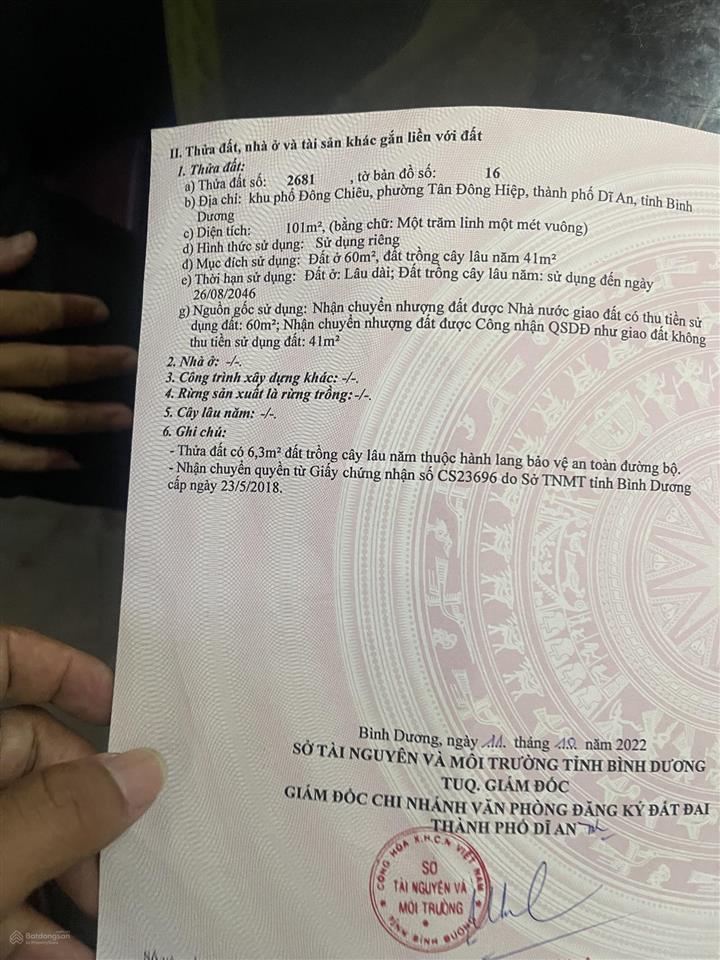 II. Thửa đất, nhà ở và tài sản khác gắn liền với đất
1. Thửa đất:
a) Thửa đất số: 2681 , tờ bản đồ số: 16
b) Địa chỉ: khu phố Đông Chiêu, phường Tân Đông Hiệp, thành phố Dĩ An, tỉnh Bình
Dương
c) Diện tích: 101m², (bằng chữ: Một trăm linh một mét vuông)
d) Hình thức sử dụng: Sử dụng riêng
đ) Mục đích sử dụng: Đất ở 60m², đất trồng cây lâu năm 41m²
e) Thời hạn sử dụng: Đất ở: Lâu dài; Đất trồng cây lâu năm: sử dụng đến ngày
26/08/2046
g) Nguồn gốc sử dụng: Nhận chuyển nhượng đất được Nhà nước giao đất có thu tiền sử
dụng đất: 60m²; Nhận chuyển nhượng đất được Công nhận QSDĐ như giao đất không
thu tiền sử dụng đất: 41m²
2. Nhà ở: -/-.
3. Công trình xây dựng khác: -/-.
4. Rừng sản xuất là rừng trồng: -/-.
5. Cây lâu năm: -/-.
6. Ghi chú:
- Thửa đất có 6,3m² đất trồng cây lâu năm thuộc hành lang bảo vệ an toàn đường bộ.
- Nhận chuyển quyền từ Giấy chứng nhận số CS23696 do Sở TNMT tỉnh Bình Dương
cấp ngày 23/5/2018.
Bình Dương, ngày 11. tháng 10 năm 2022
SỞ TÀI NGUYÊN VÀ MÔI TRƯỜNG TỈNH BÌNH DƯƠNG
TUQ. GIÁM ĐỐC
GIÁM ĐỐC CHI NHÁNH VĂN PHÒNG ĐĂNG KÝ ĐẤT ĐAI
THÀNH PHỐ DĨ AN
CỘNG HÒA X.H.C.N VIỆT NAM
SỞ
TÀI NGUYÊN VÀ
MÔI TRƯỜNG
TỈNH BÌNH DƯƠNG
Batdongsan